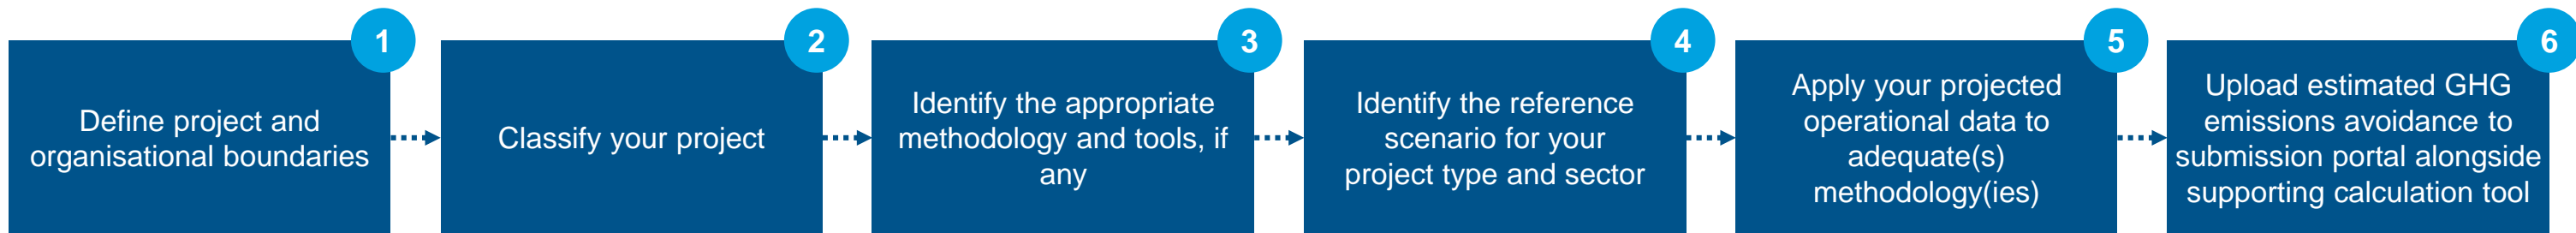 1
Define project and
organisational boundaries
2
Classify your project
3
Identify the appropriate
methodology and tools, if
any
4
Identify the reference
scenario for your
project type and sector
5
Apply your projected
operational data to
adequate(s)
methodology(ies)
6
Upload estimated GHG
emissions avoidance to
submission portal alongside
supporting calculation tool